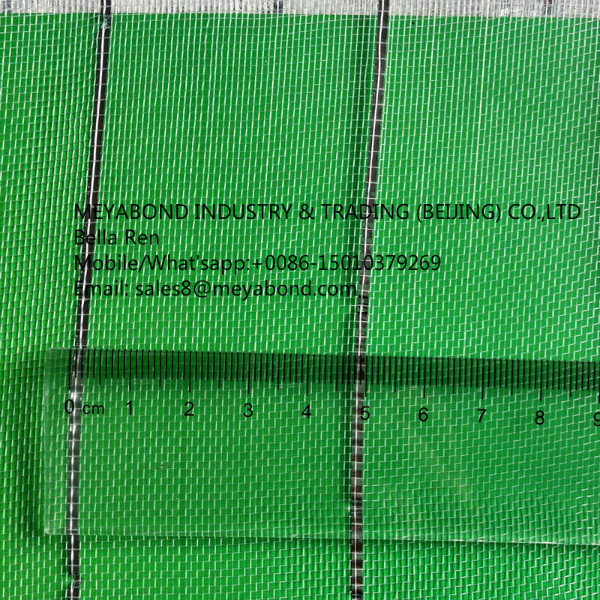 MEYABOND INDUSTRY & TRADING (BEIJING) CO.,LTD
Bella Ren
Mobile/What'sapp:+0086-15010379269
Email: sales8@meyabond.com
0 cm 1 2 3 4 5 6 7 8 9